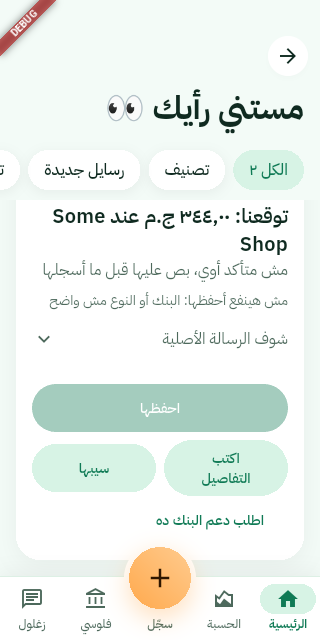 DEBUG
مستني رأيك 👀
الكل ٢
تصنيف
رسايل جديدة
توقعنا: ٣٤٤٫٠٠ ج.م عند Some
Shop
مش متأكد أوي، بص عليها قبل ما أسجلها
مش هينفع أحفظها: البنك أو النوع مش واضح
شوف الرسالة الأصلية
احفظها
اكتب
التفاصيل
سيبها
اطلب دعم البنك ده
الرئيسية
الحسبة
سجّل
فلوسي
زغلول